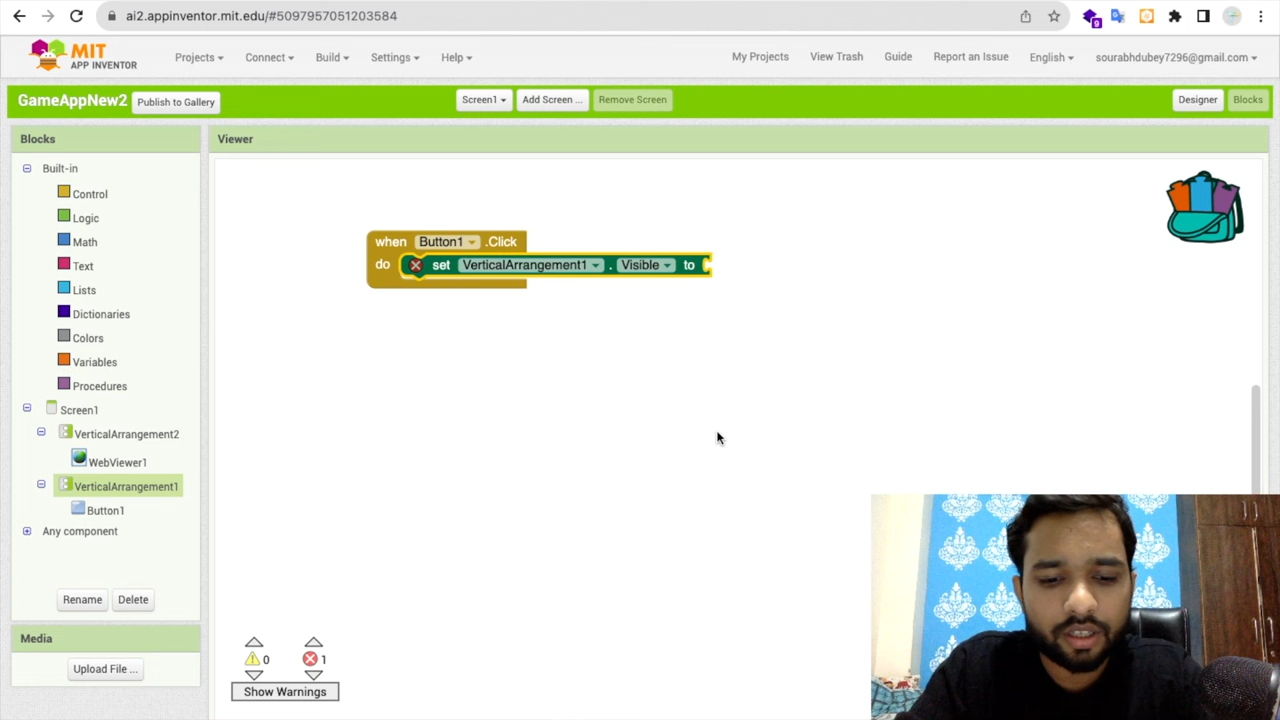 ai2.appinventor.mit.edu/#5097957051203584
9
MIT
APP INVENTOR
Projects Connect Build Settings Help My Projects View Trash Guide Report an Issue English sourabhdubey7296@gmail.com
GameAppNew2 Publish to Gallery Screen1 Add Screen ... Remove Screen Designer Blocks
Blocks Viewer
Built-in
Control
Logic
Math
Text
Lists
Dictionaries
Colors
Variables
Procedures
Screen1
VerticalArrangement2
WebViewer1
VerticalArrangement1
Button1
Any component
Rename Delete
Media
Upload File ...
when Button1 .Click
do set VerticalArrangement1 . Visible to
0 1
Show Warnings